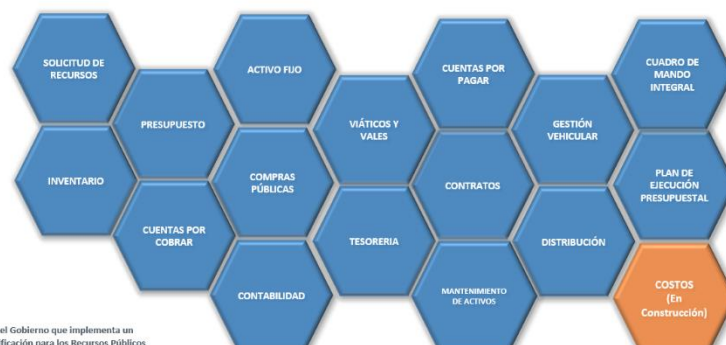 SOLICITUD DE
RECURSOS
ACTIVO FIJO
CUENTAS POR
PAGAR
CUADRO DE
MANDO
INTEGRAL
PRESUPUESTO
VIÁTICOS Y
VALES
GESTIÓN
VEHICULAR
INVENTARIO
COMPRAS
PÚBLICAS
CONTRATOS
PLAN DE
EJECUCIÓN
PRESUPUESTAL
CUENTAS POR
COBRAR
TESORERIA
DISTRIBUCIÓN
CONTABILIDAD
MANTENIMIENTO
DE ACTIVOS
COSTOS
(En
Construcción)
el Gobierno que implementa un
ificación para los Recursos Públicos